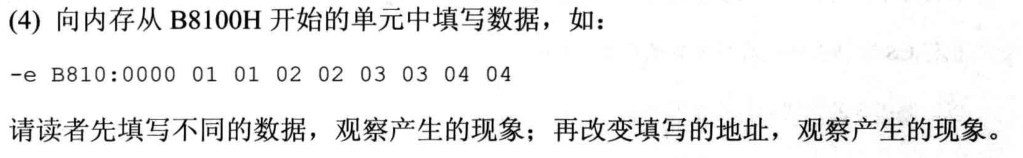 (4) 向内存从 B8100H 开始的单元中填写数据，如：
-e B810:0000 01 01 02 02 03 03 04 04
请读者先填写不同的数据，观察产生的现象；再改变填写的地址，观察产生的现象。